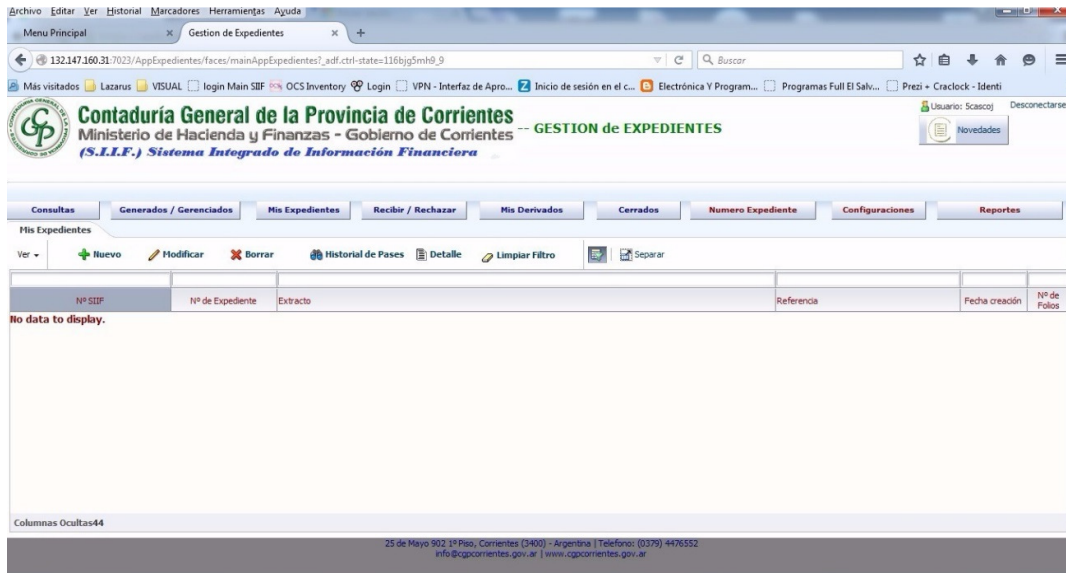 Archivo Editar Ver Historial Marcadores Herramientas Ayuda
Menu Principal × Gestion de Expedientes × +
132.147.160.31:7023/AppExpedientes/faces/mainAppExpedientes?_adf.ctrl-state=116bjg5mh9_9 Buscar
Más visitados Lazarus VISUAL login Main SIIF OCS Inventory Login VPN - Interfaz de Apro... Inicio de sesión en el c... Electrónica Y Program... Programas Full El Salv... Prezi + Craclock - Identi
Contaduría General de la Provincia de Corrientes
Ministerio de Hacienda y Finanzas - Gobierno de Corrientes
(S.I.I.F.) Sistema Integrado de Información Financiera
-- GESTION de EXPEDIENTES
Usuario: Scascoj Desconectarse
Novedades
Consultas Generados / Gerenciados Mis Expedientes Recibir / Rechazar Mis Derivados Cerrados Numero Expediente Configuraciones Reportes
Mis Expedientes
Ver Nuevo Modificar Borrar Historial de Pases Detalle Limpiar Filtro Separar
Nº SIIF Nº de Expediente Extracto Referencia Fecha creación Nº de Folios
No data to display.
Columnas Ocultas44
25 de Mayo 902 1º Piso, Corrientes (3400) - Argentina | Telefono: (0379) 4476552
info@cgpcorrientes.gov.ar | www.cgpcorrientes.gov.ar